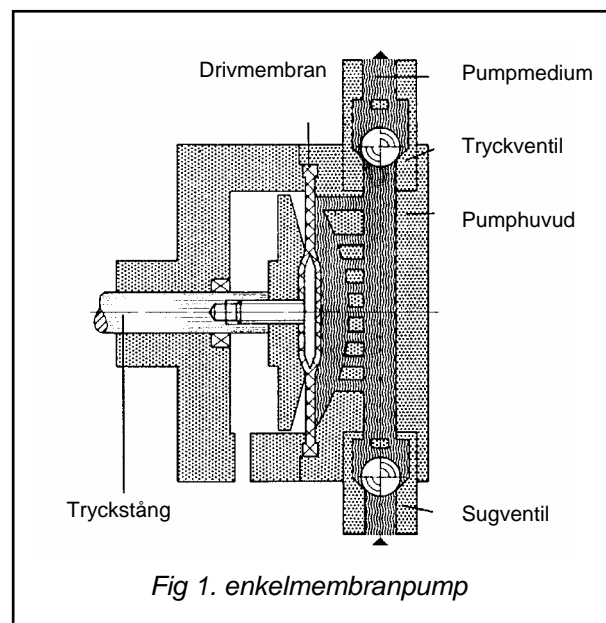 Drivmembran
Pumpmedium
Tryckventil
Pumphuvud
Tryckstång
Sugventil
Fig 1. enkelmembranpump